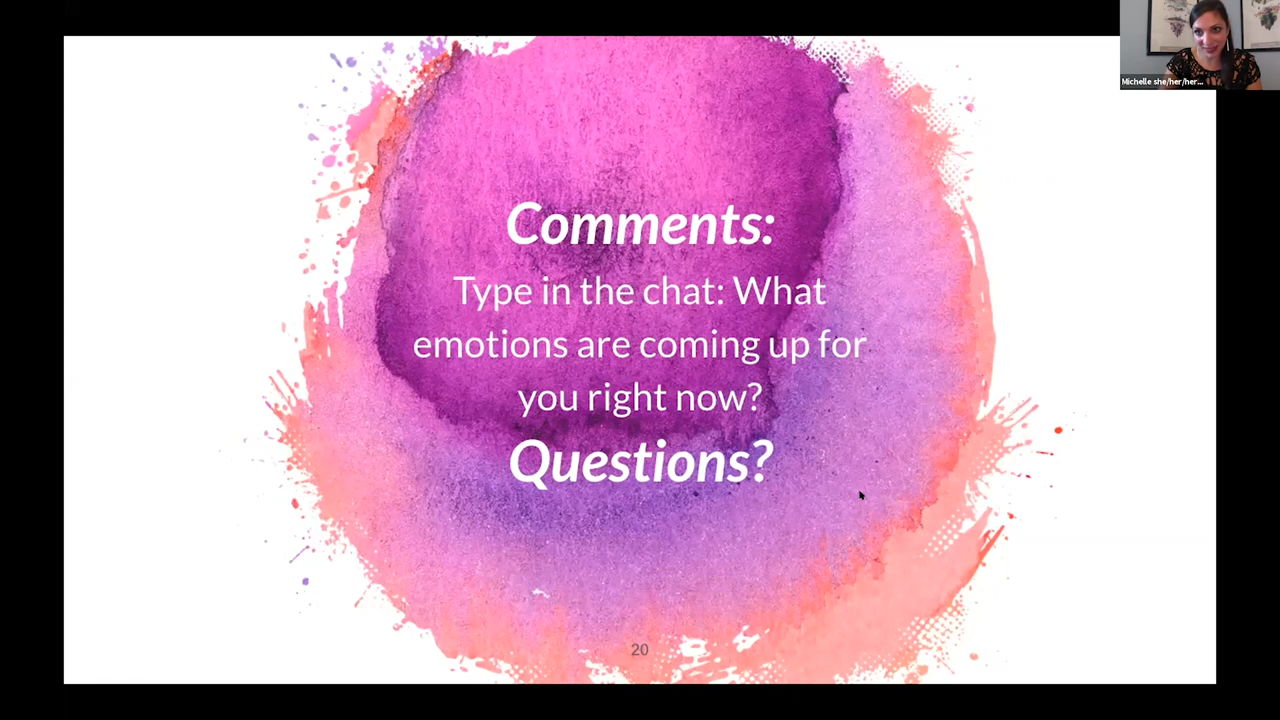 Michelle she/her/her...
Comments:
Type in the chat: What
emotions are coming up for
you right now?
Questions?
20